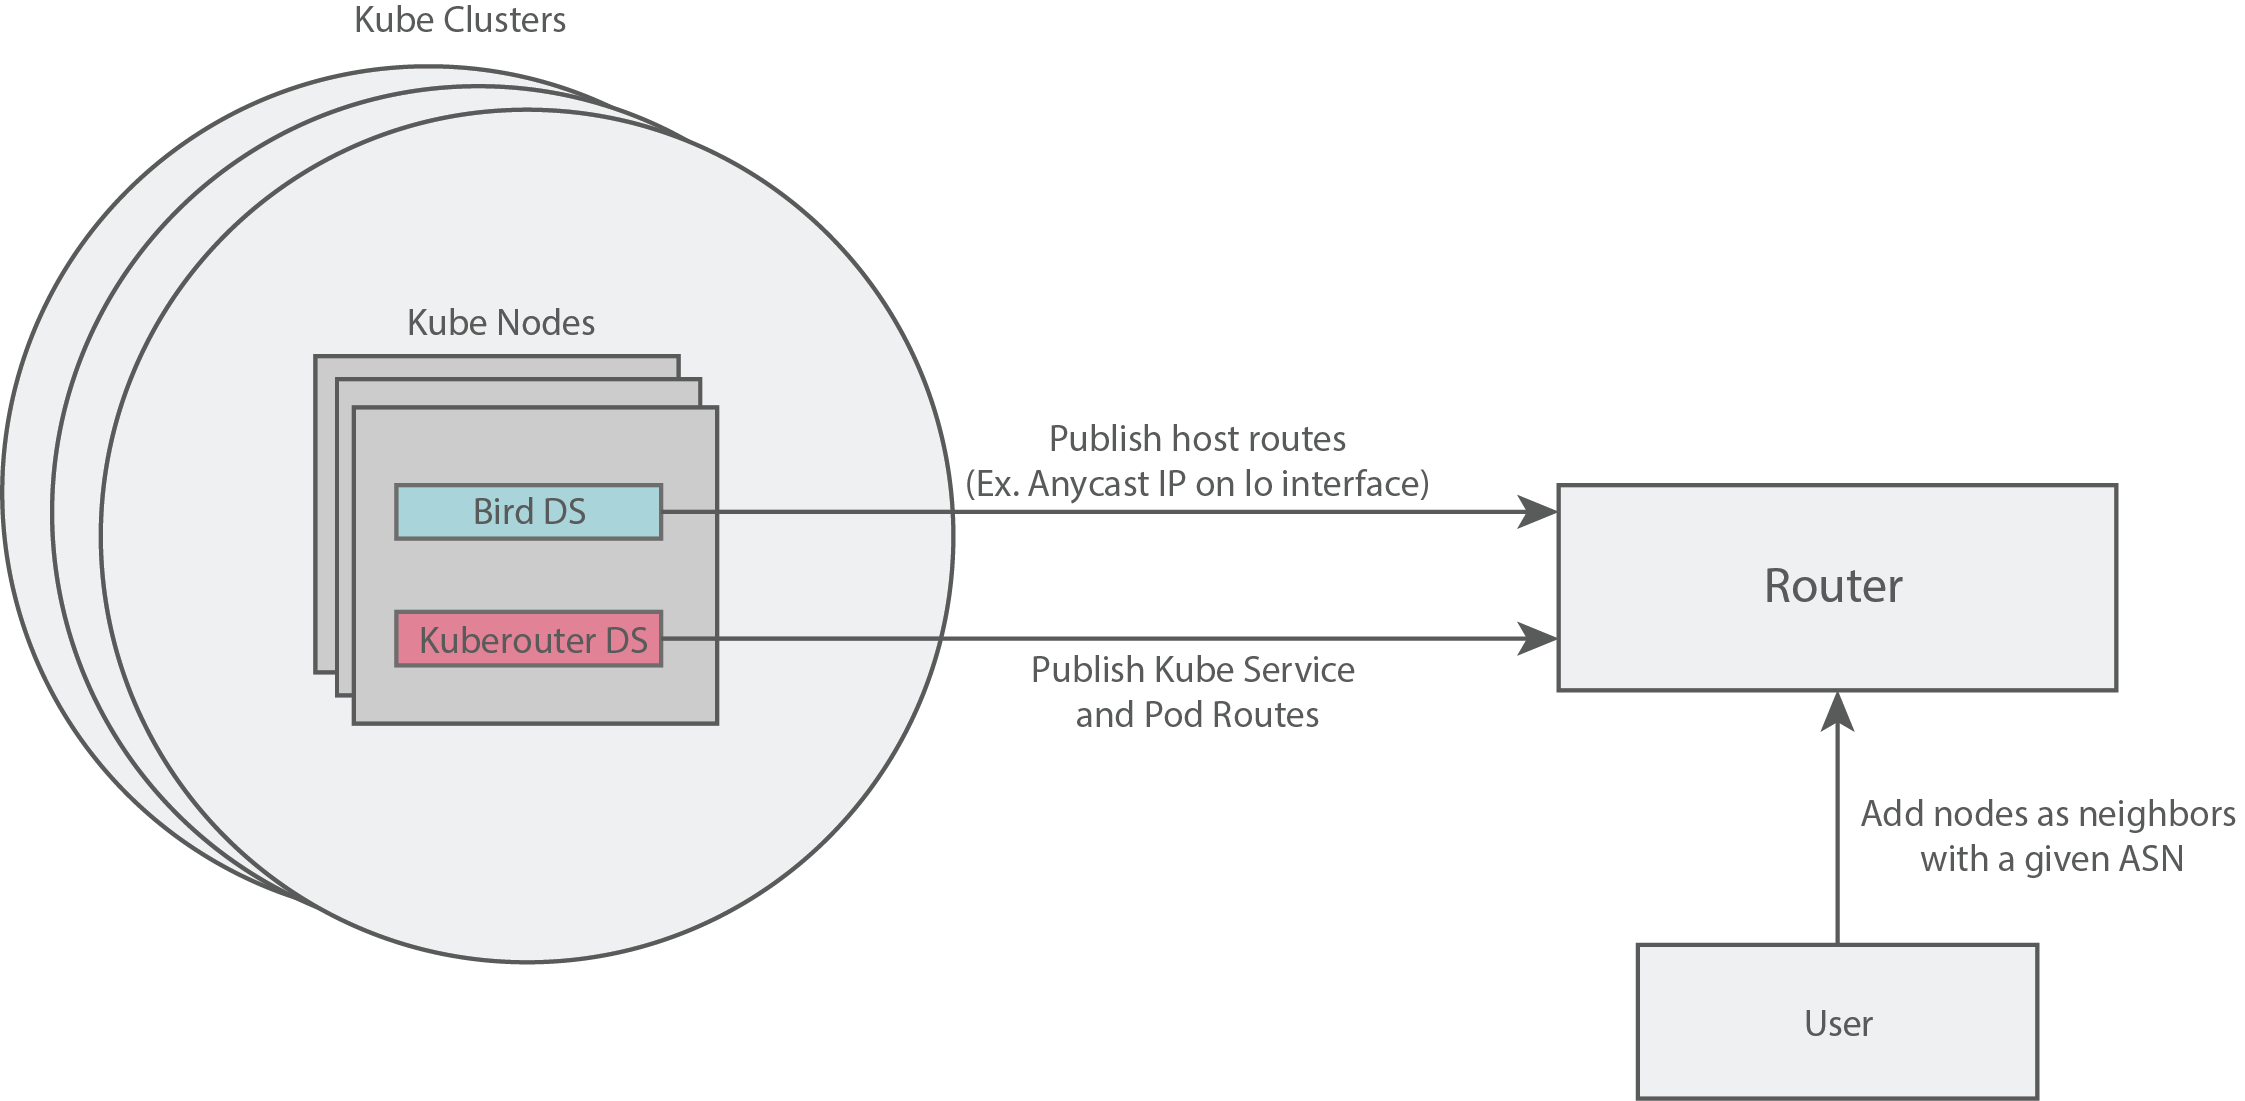 Kube Clusters
Kube Nodes
Bird DS
Kuberouter DS
Publish host routes
(Ex. Anycast IP on lo interface)
Publish Kube Service
and Pod Routes
Router
Add nodes as neighbors
with a given ASN
User